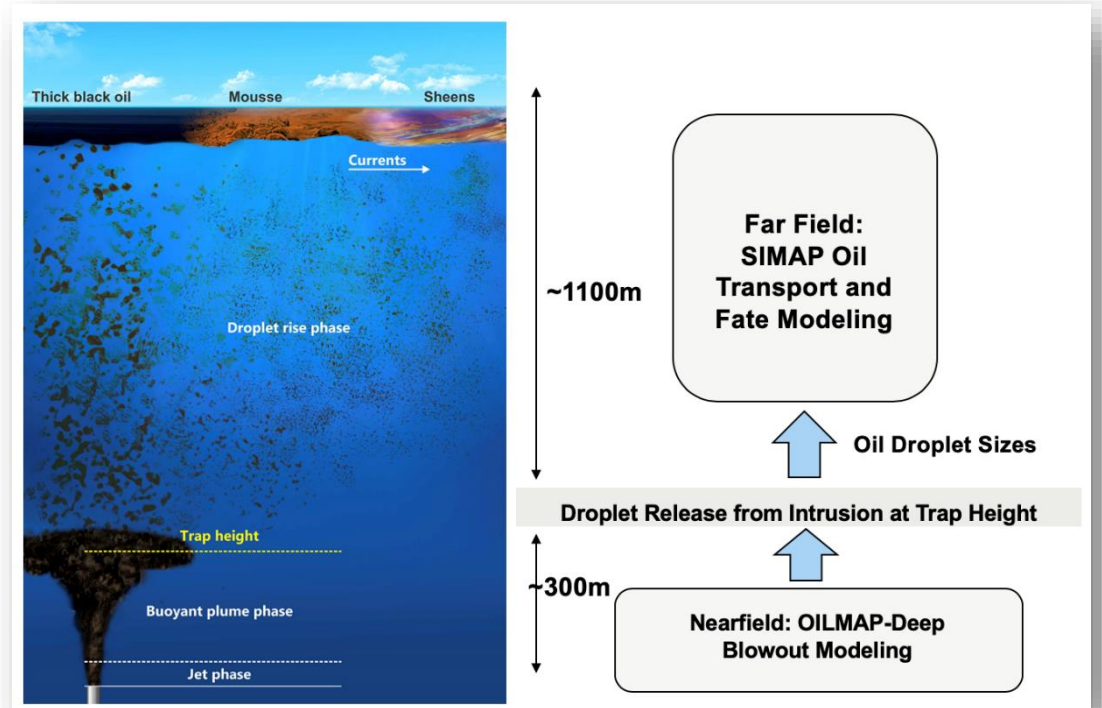 Thick black oil
Mousse
Sheens
Currents
Droplet rise phase
Trap height
Buoyant plume phase
Jet phase
~1100m
~300m
Far Field:
SIMAP Oil
Transport and
Fate Modeling
Oil Droplet Sizes
Droplet Release from Intrusion at Trap Height
Nearfield: OILMAP-Deep
Blowout Modeling